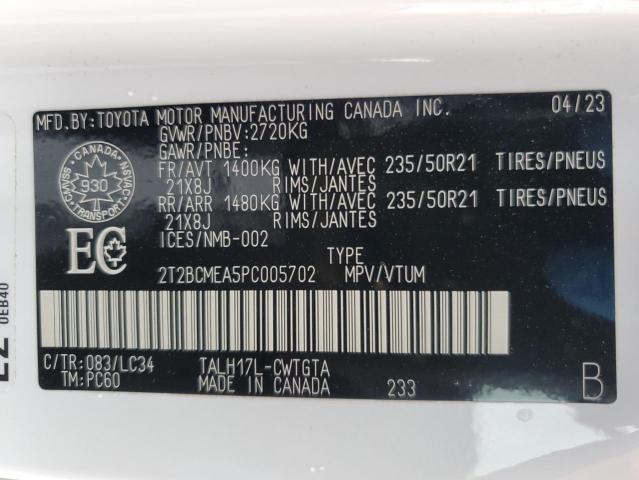 MFD.BY:TOYOTA MOTOR MANUFACTURING CANADA INC. 04/23
GVWR/PNBV:2720KG
GAWR/PNBE:
FR/AVT 1400KG WITH/AVEC 235/50R21 TIRES/PNEUS
21X8J RIMS/JANTES
RR/ARR 1480KG WITH/AVEC 235/50R21 TIRES/PNEUS
21X8J RIMS/JANTES
ICES/NMB-002
CANADA
CMVSS
930
NSVAC
TRANSPORT
EC
TYPE
2T2BCMEA5PC005702 MPV/VTUM
C/TR:083/LC34 TALH17L-CWTGTA
TM:PC60 MADE IN CANADA 233 B
0EB40